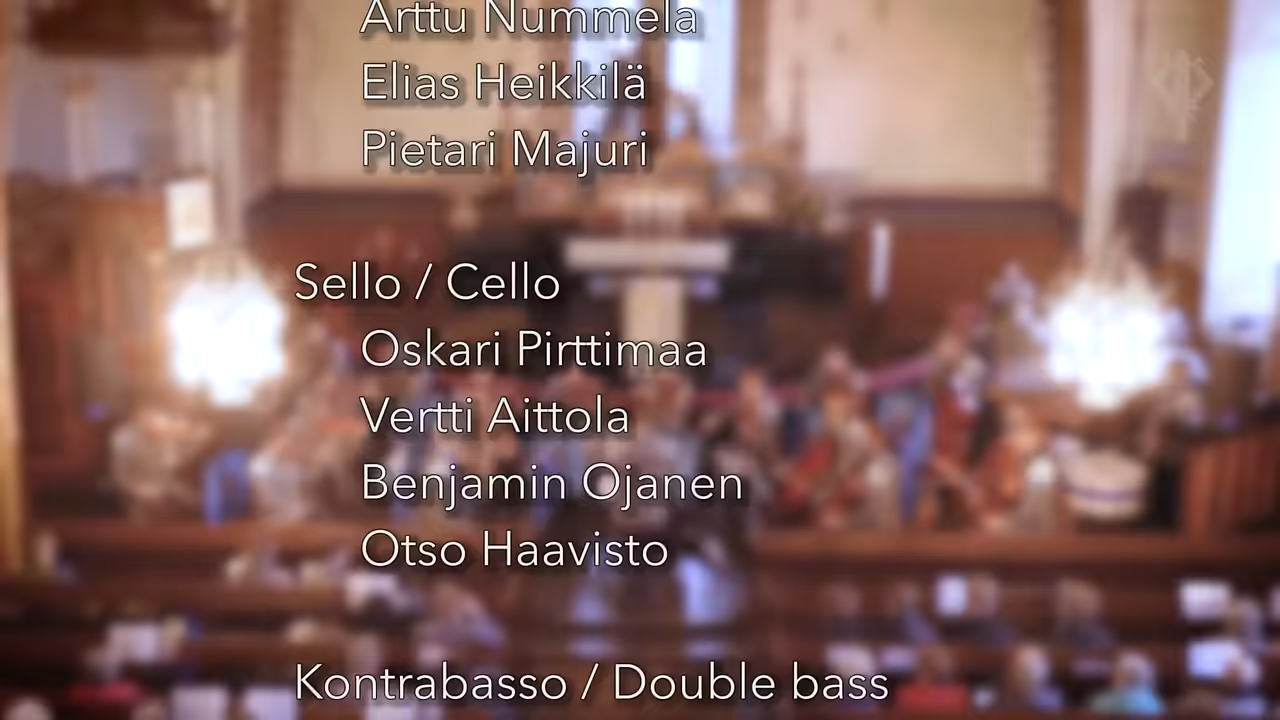 Arttu Nummela
Elias Heikkilä
Pietari Majuri
Sello / Cello
Oskari Pirttimaa
Vertti Aittola
Benjamin Ojanen
Otso Haavisto
Kontrabasso / Double bass